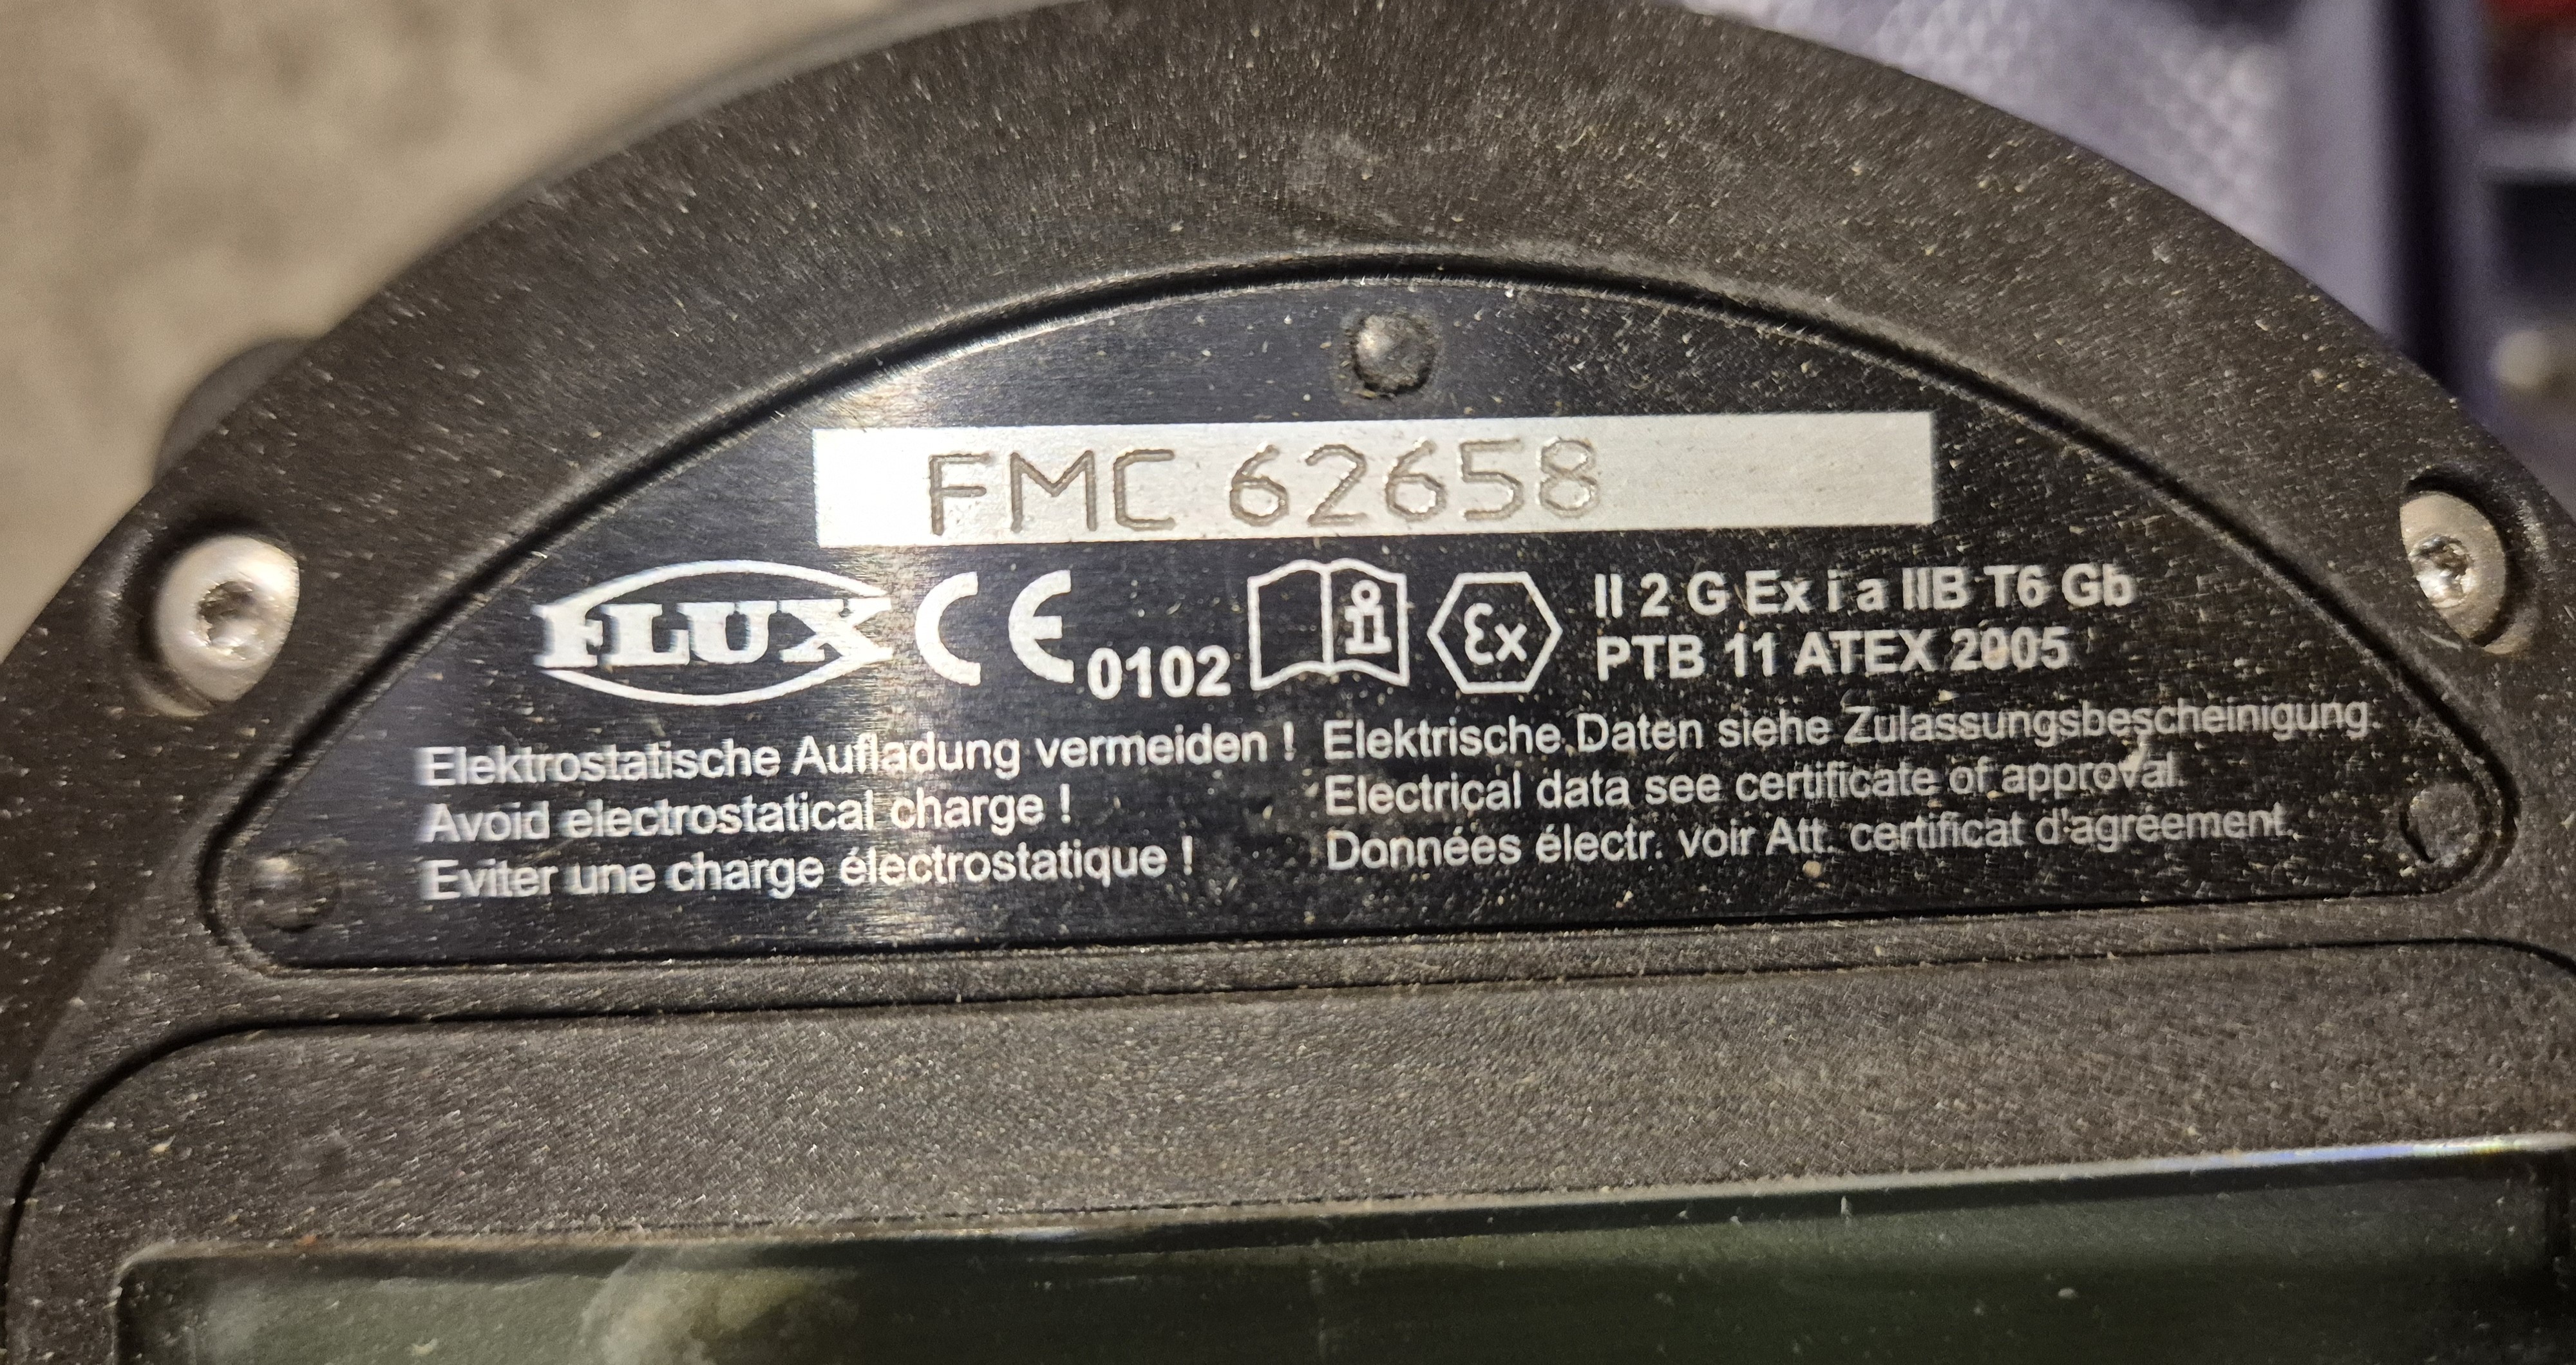 FMC 62658
FLUX CE 0102 Ex II 2 G Ex i a IIB T6 Gb
PTB 11 ATEX 2005
Elektrostatische Aufladung vermeiden !
Avoid electrostatical charge !
Eviter une charge électrostatique !
Elektrische Daten siehe Zulassungsbescheinigung.
Electrical data see certificate of approval.
Données électr. voir Att. certificat d'agréement.